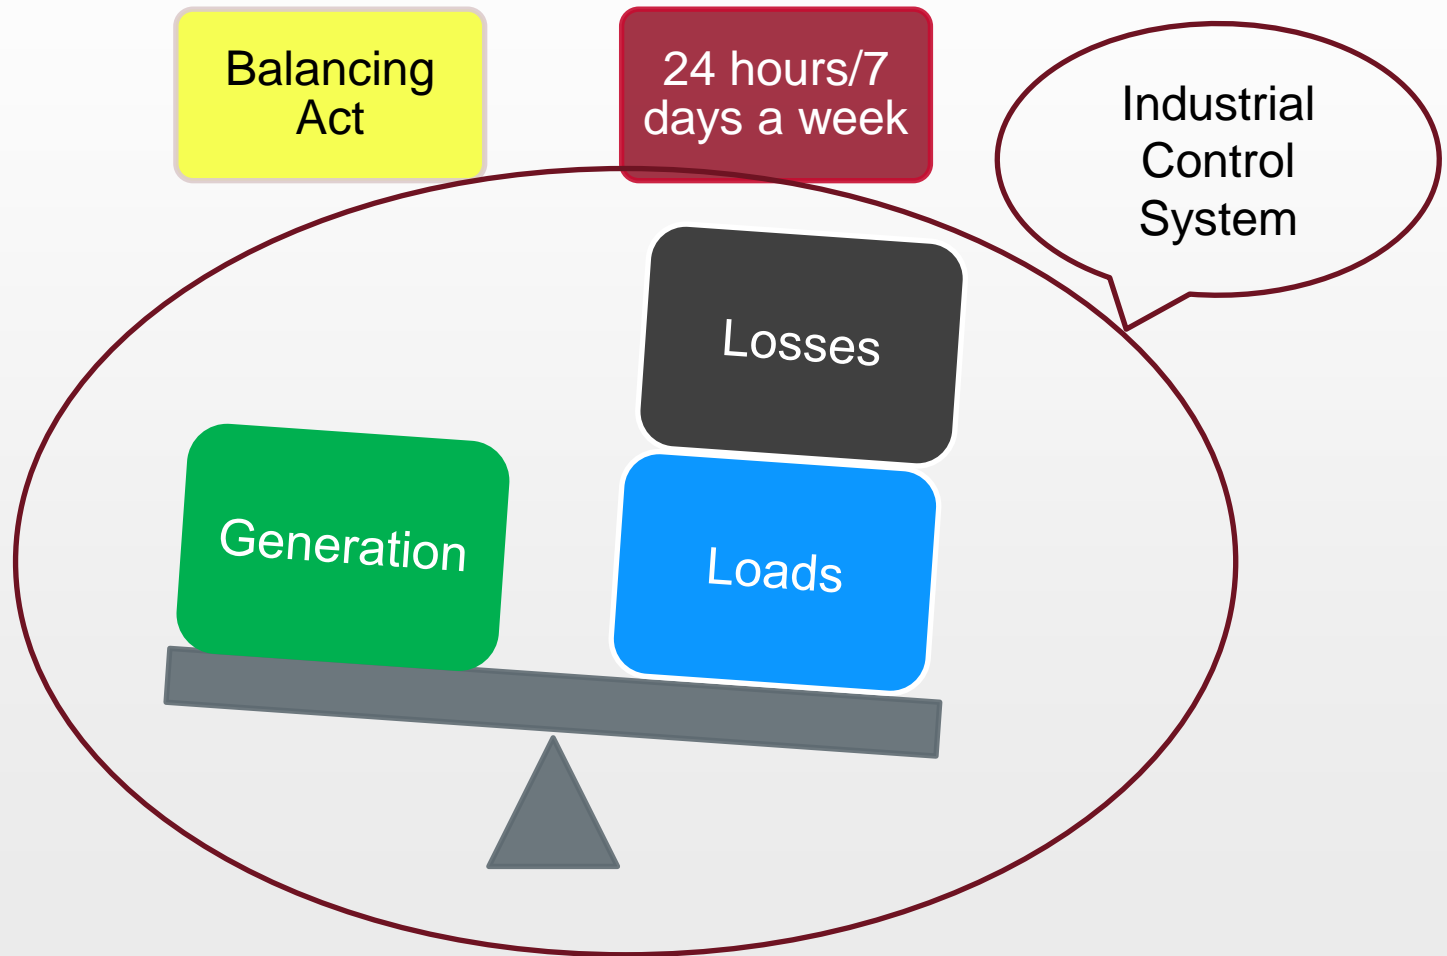 Balancing
Act
24 hours/7
days a week
Industrial
Control
System
Losses
Generation
Loads